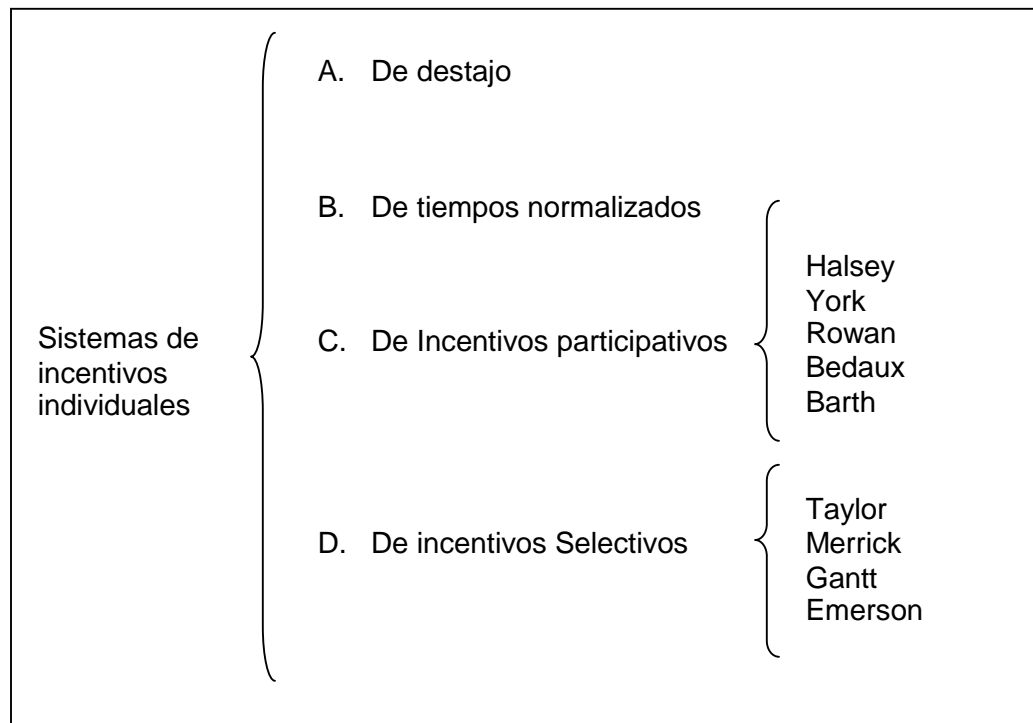 A. De destajo
B. De tiempos normalizados
Sistemas de
incentivos
individuales
C. De Incentivos participativos
Halsey
York
Rowan
Bedaux
Barth
D. De incentivos Selectivos
Taylor
Merrick
Gantt
Emerson